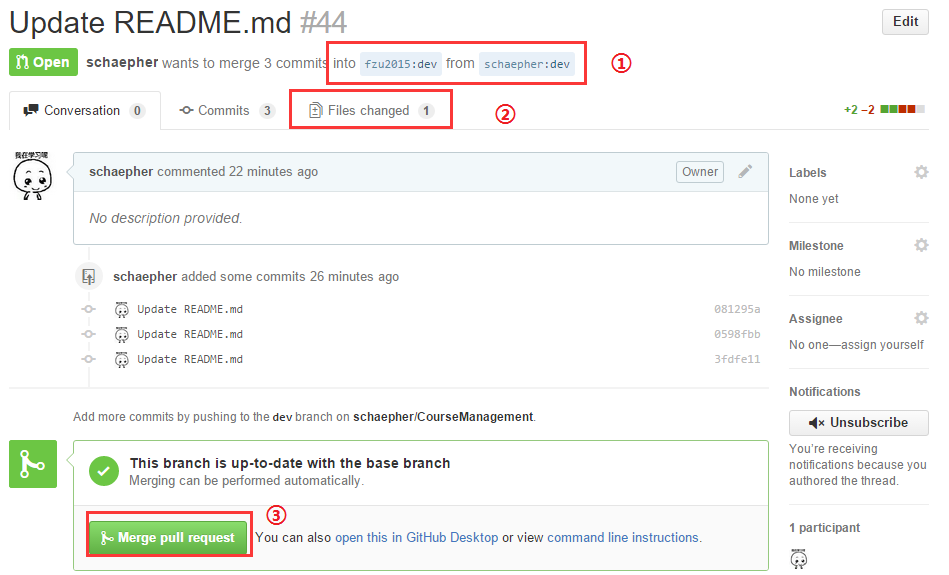 Update README.md #44
Edit
Open schaepher wants to merge 3 commits into fzu2015:dev from schaepher:dev ①
Conversation 0 Commits 3 Files changed 1 ② +2 −2
我在学习呢
schaepher commented 22 minutes ago Owner
No description provided.
schaepher added some commits 26 minutes ago
Update README.md 081295a
Update README.md 0598fbb
Update README.md 3fdfe11
Add more commits by pushing to the dev branch on schaepher/CourseManagement.
This branch is up-to-date with the base branch
Merging can be performed automatically.
③
Merge pull request You can also open this in GitHub Desktop or view command line instructions.
Labels
None yet
Milestone
No milestone
Assignee
No one—assign yourself
Notifications
Unsubscribe
You’re receiving
notifications because you
authored the thread.
1 participant